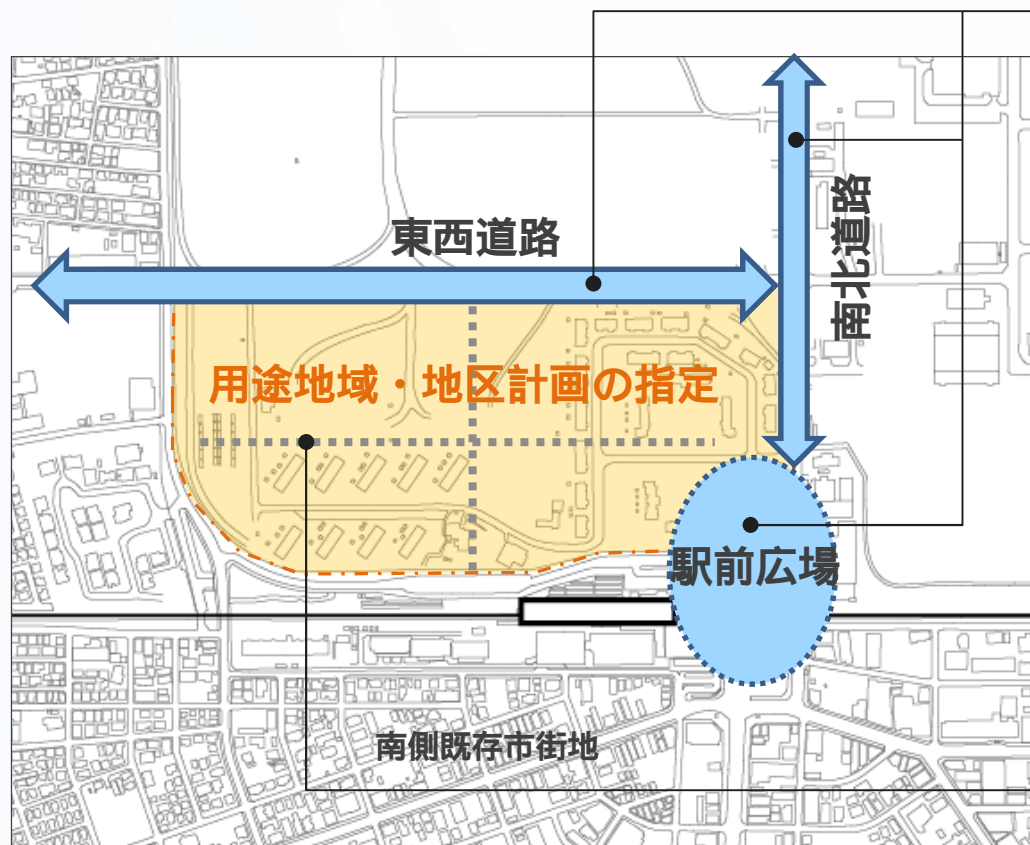 東西道路
南北道路
用途地域・地区計画の指定
駅前広場
南側既存市街地